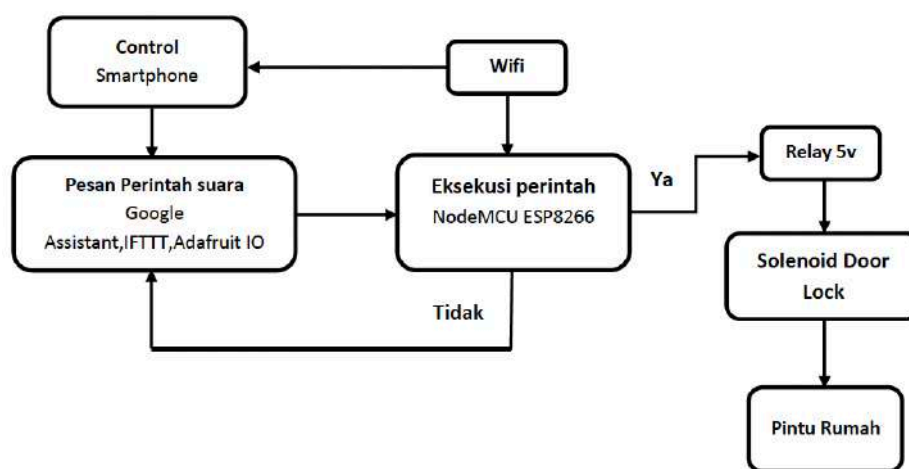 Control
Smartphone
Wifi
Relay 5v
Pesan Perintah suara
Google
Assistant,IFTTT,Adafruit IO
Eksekusi perintah
NodeMCU ESP8266
Ya
Tidak
Solenoid Door
Lock
Pintu Rumah